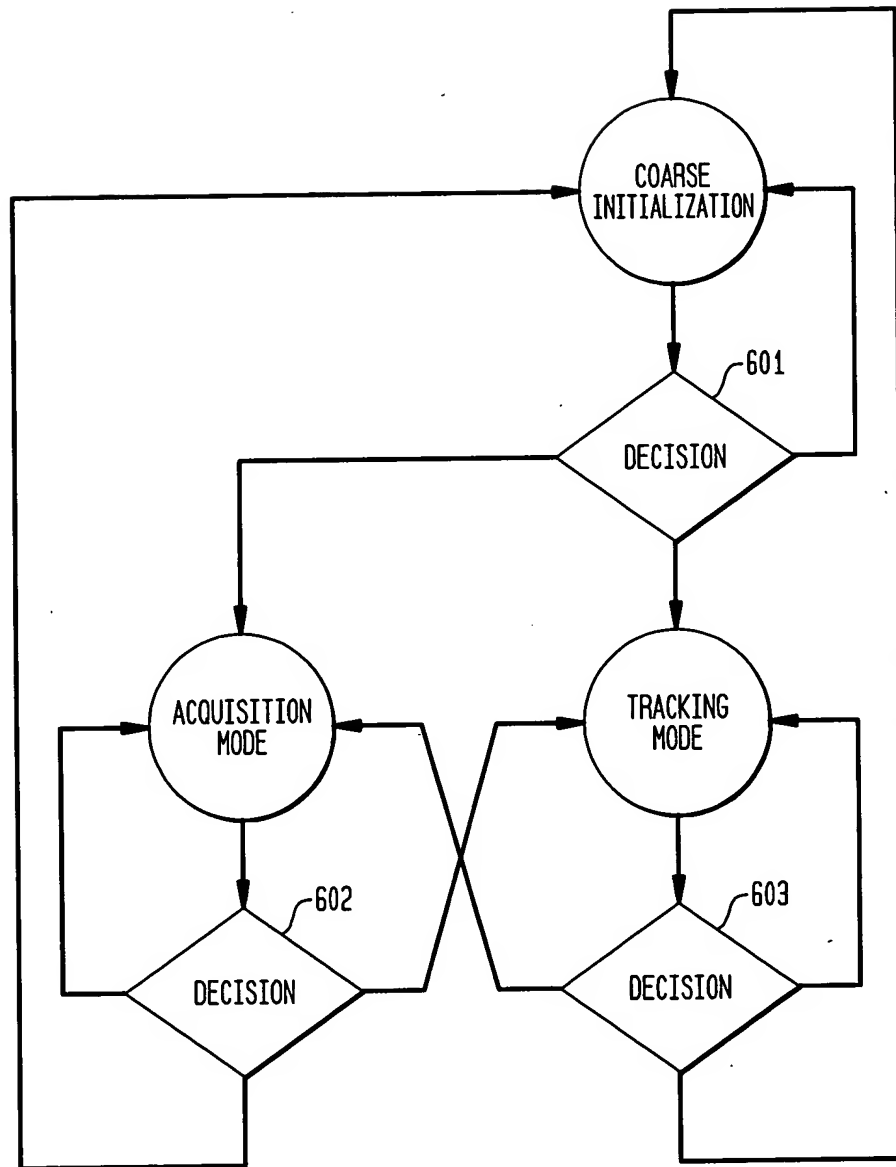 COARSE
INITIALIZATION
601
DECISION
ACQUISITION
MODE
TRACKING
MODE
602
DECISION
603
DECISION